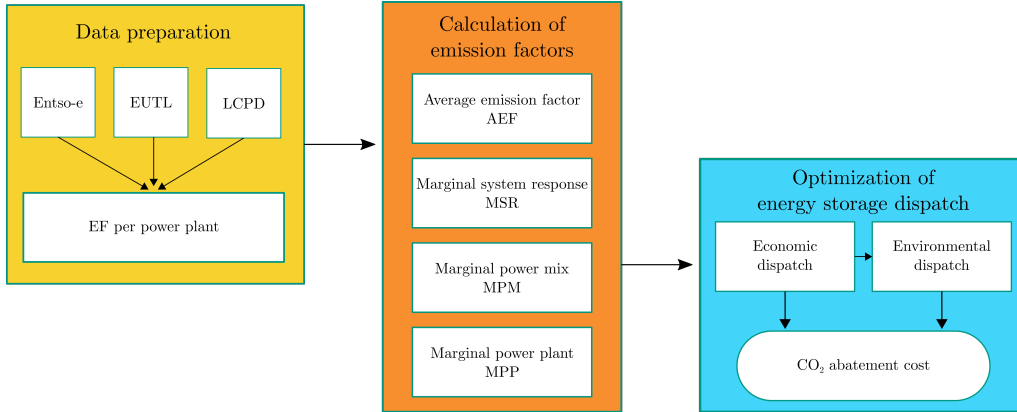 Data preparation
Entso-e
EUTL
LCPD
EF per power plant
Calculation of
emission factors
Average emission factor
AEF
Marginal system response
MSR
Marginal power mix
MPM
Marginal power plant
MPP
Optimization of
energy storage dispatch
Economic
dispatch
Environmental
dispatch
CO₂ abatement cost